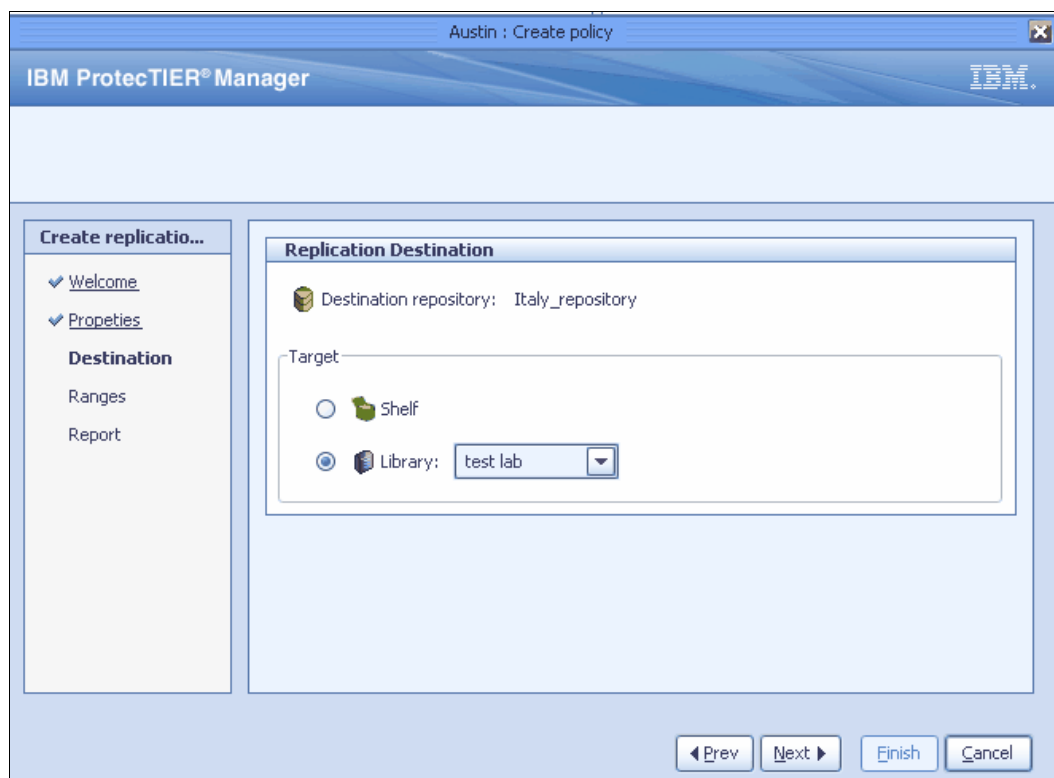 Austin : Create policy
IBM ProtecTIER® Manager
IBM.
Create replicatio...
Welcome
Propeties
Destination
Ranges
Report
Replication Destination
Destination repository: Italy_repository
Target
Shelf
Library: test lab
Prev Next Finish Cancel